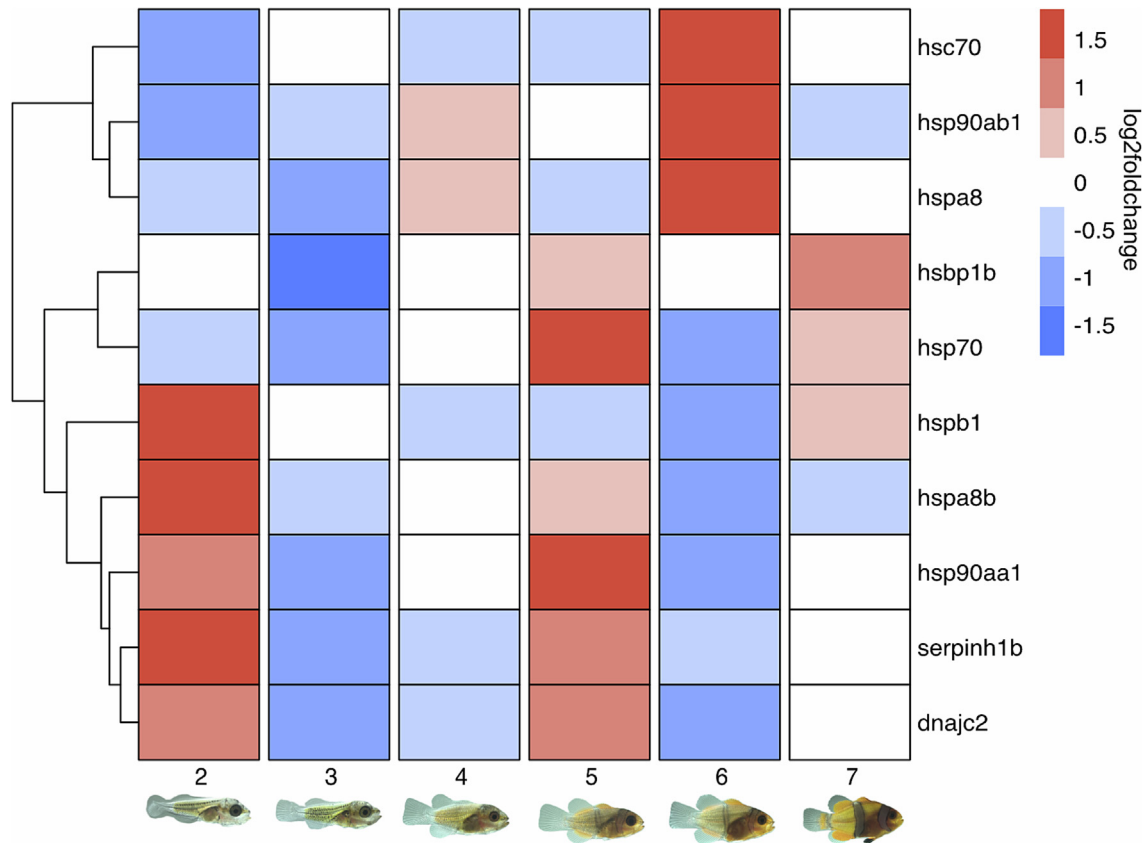 hsc70
hsp90ab1
hspa8
hsbp1b
hsp70
hspb1
hspa8b
hsp90aa1
serpinh1b
dnajc2
2 3 4 5 6 7
1.5
1
0.5
0
-0.5
-1
-1.5
log2foldchange